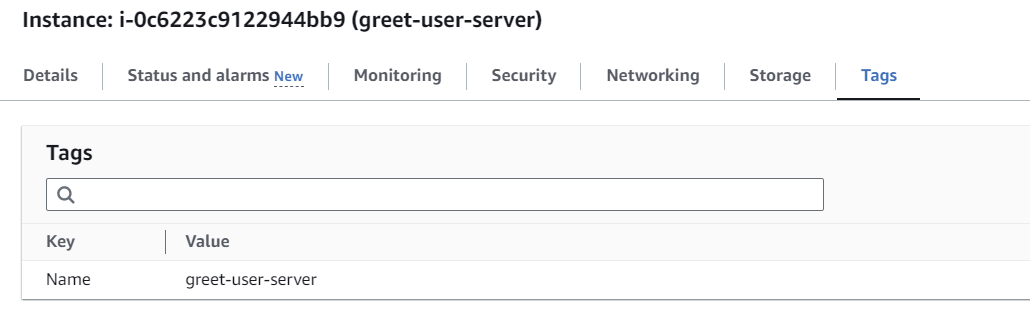 Instance: i-0c6223c9122944bb9 (greet-user-server)
Details Status and alarms New Monitoring Security Networking Storage Tags
Tags
Key Value
Name greet-user-server